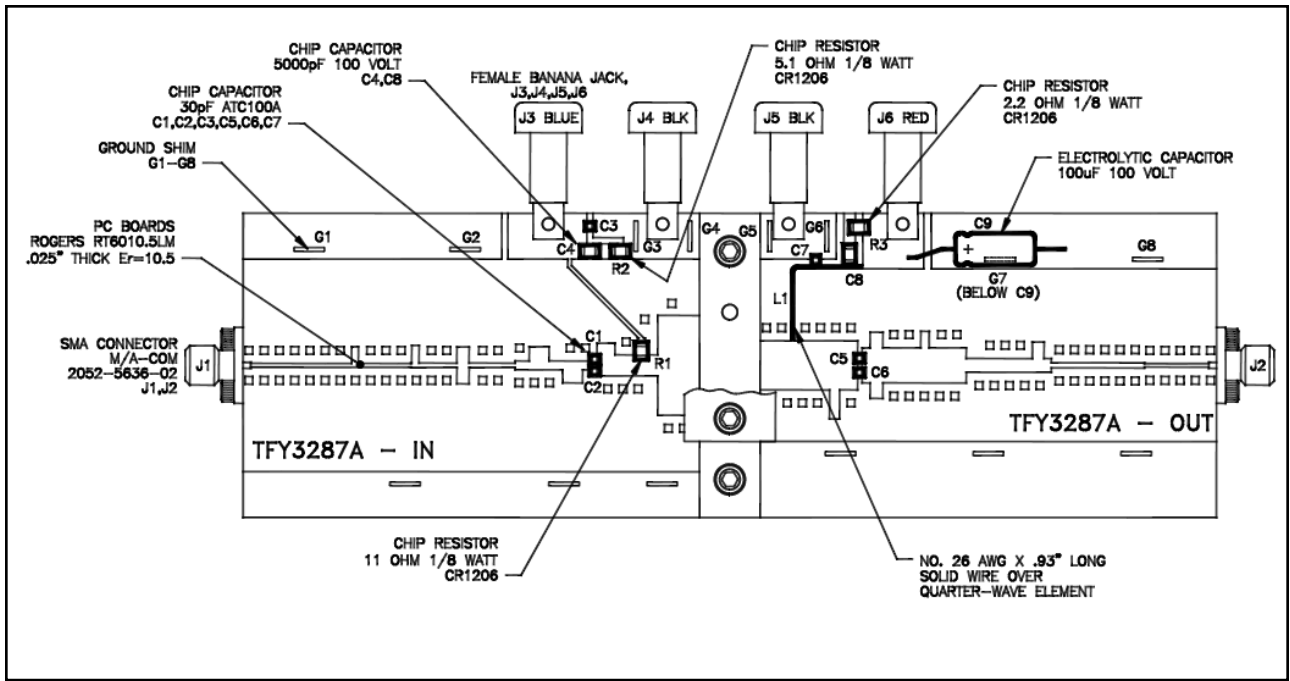 CHIP CAPACITOR
5000pF 100 VOLT
C4,C8
CHIP CAPACITOR
30pF ATC100A
C1,C2,C3,C5,C6,C7
GROUND SHIM
G1-G8
PC BOARDS
ROGERS RT6010.5LM
.025" THICK Er=10.5
SMA CONNECTOR
M/A-COM
2052-5636-02
J1,J2
FEMALE BANANA JACK,
J3,J4,J5,J6
CHIP RESISTOR
5.1 OHM 1/8 WATT
CR1206
CHIP RESISTOR
2.2 OHM 1/8 WATT
CR1206
ELECTROLYTIC CAPACITOR
100uF 100 VOLT
J3 BLUE
J4 BLK
J5 BLK
J6 RED
G1
G2
C3
C4
R2
G3
G4
G5
G6
C7
R3
C8
C9
+
G7
(BELOW C9)
G8
L1
J1
C1
C2
R1
C5
C6
J2
TFY3287A - IN
TFY3287A - OUT
CHIP RESISTOR
11 OHM 1/8 WATT
CR1206
NO. 26 AWG X .93" LONG
SOLID WIRE OVER
QUARTER-WAVE ELEMENT